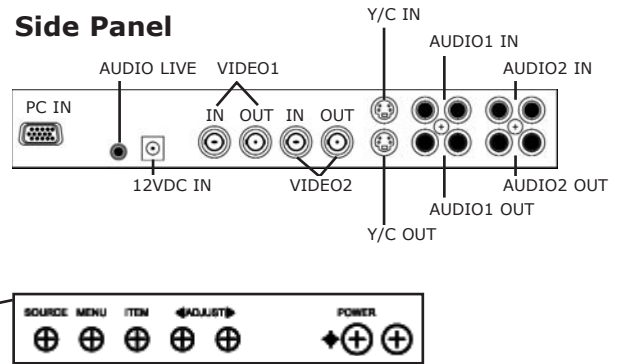 Side Panel
Y/C IN
AUDIO1 IN
AUDIO LIVE VIDEO1
AUDIO2 IN
PC IN
IN OUT IN OUT
12VDC IN
VIDEO2
AUDIO2 OUT
AUDIO1 OUT
Y/C OUT
SOURCE MENU ITEM ADJUST POWER